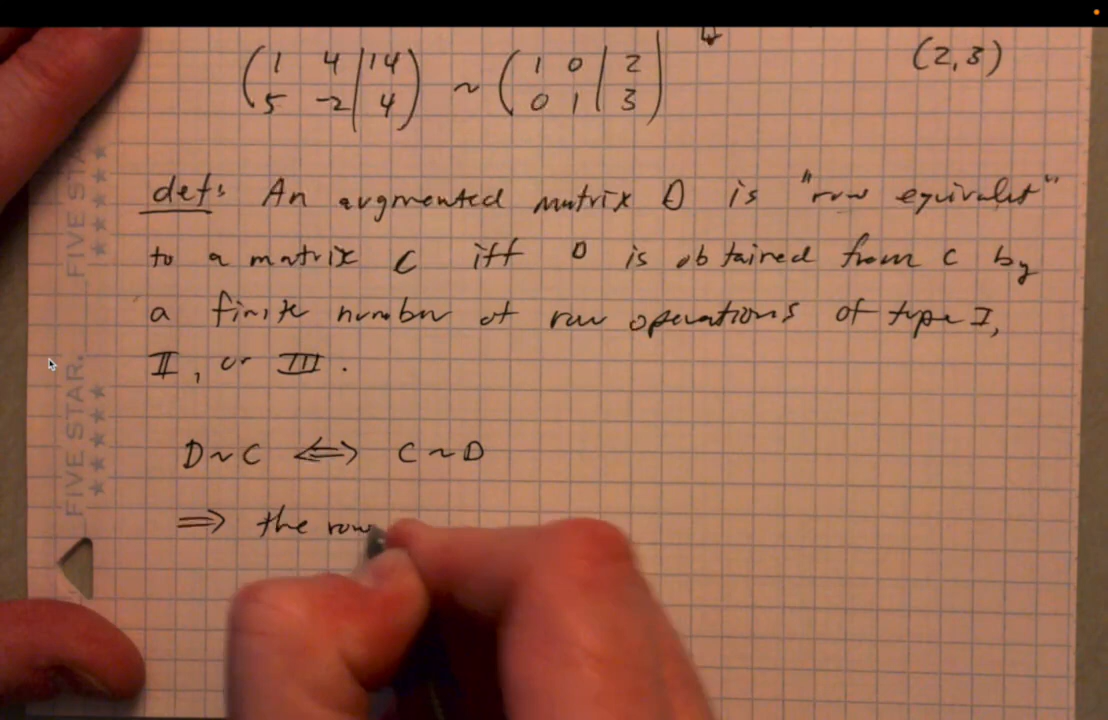 (1 4 | 14) ~ (1 0 | 2) (2,3)
(5 -2 | 4) (0 1 | 3)
def: An augmented matrix D is "row equivalent"
to a matrix C iff D is obtained from C by
a finite number of row operations of type I,
II, or III.
D~C ⟺ C~D
⟹ the row
FIVE STAR.
FIVE STAR